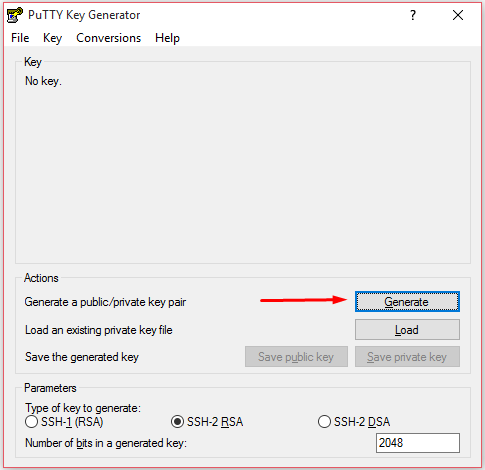 PuTTY Key Generator
File Key Conversions Help
Key
No key.
Actions
Generate a public/private key pair Generate
Load an existing private key file Load
Save the generated key Save public key Save private key
Parameters
Type of key to generate:
SSH-1 (RSA) SSH-2 RSA SSH-2 DSA
Number of bits in a generated key: 2048